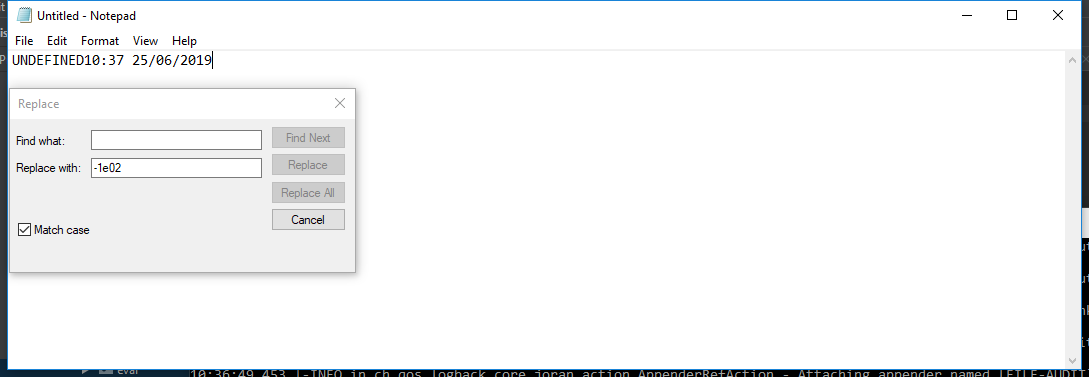 Untitled - Notepad
File Edit Format View Help
UNDEFINED10:37 25/06/2019
Replace
Find what:
Find Next
Replace with: -1e02
Replace
Replace All
Cancel
Match case
eval
10:36:49,453 |-INFO in ch.qos.logback.core.joran.action.AppenderRefAction - Attaching appender named [FILE-AUDIT